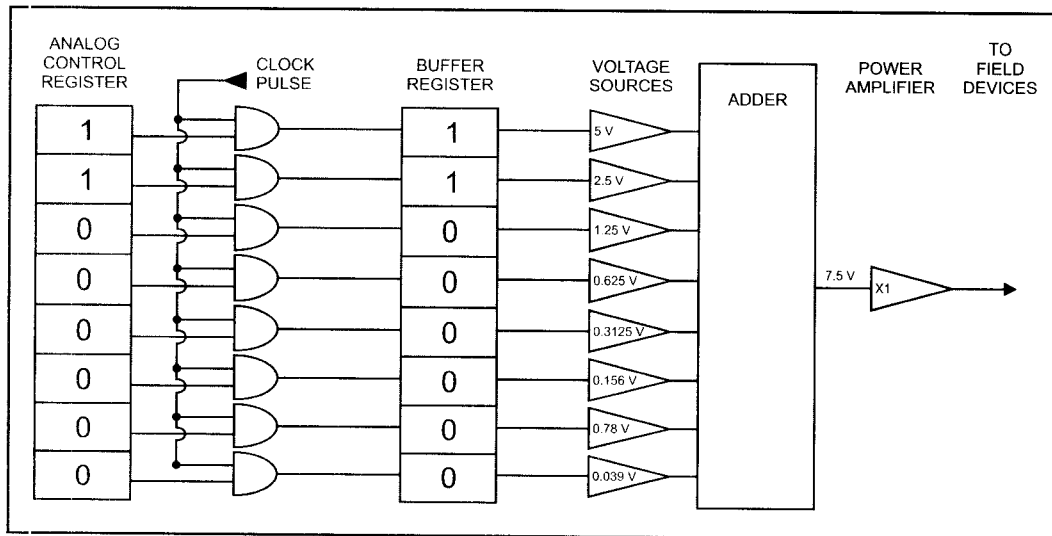 ANALOG
CONTROL
REGISTER
CLOCK
PULSE
BUFFER
REGISTER
VOLTAGE
SOURCES
ADDER
POWER
AMPLIFIER
TO
FIELD
DEVICES
1 1 5 V
1 1 2.5 V
0 0 1.25 V
0 0 0.625 V
7.5 V
X1
0 0 0.3125 V
0 0 0.156 V
0 0 0.78 V
0 0 0.039 V